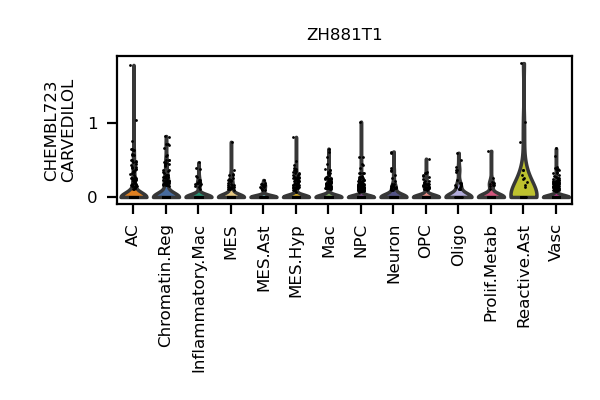 ZH881T1
CHEMBL723
CARVEDILOL
1
0
AC
Chromatin.Reg
Inflammatory.Mac
MES
MES.Ast
MES.Hyp
Mac
NPC
Neuron
OPC
Oligo
Prolif.Metab
Reactive.Ast
Vasc